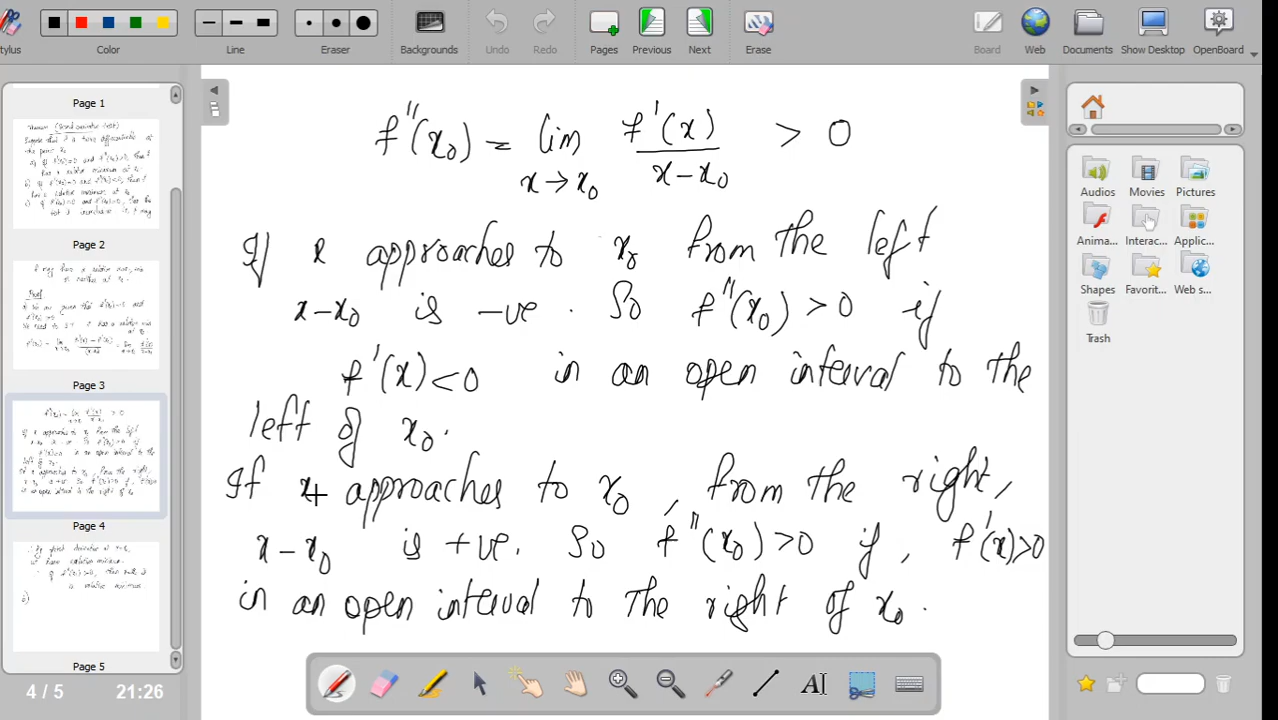 Stylus
Color
Line
Eraser
Backgrounds
Undo
Redo
Pages
Previous
Next
Erase
Board
Web
Documents
Show Desktop
OpenBoard
Page 1
Page 2
Page 3
Page 4
Page 5
4 / 5
21:26
f''(x₀) = lim x→x₀ f'(x)/(x-x₀) > 0
If x approaches to x₀ from the left
x-x₀ is -ve. So f''(x₀) > 0 if
f'(x) < 0 in an open interval to the
left of x₀.
If x approaches to x₀, from the right,
x-x₀ is +ve. So f''(x₀) > 0 if, f'(x) > 0
in an open interval to the right of x₀.
Audios
Movies
Pictures
Anima...
Interac...
Applic...
Shapes
Favorit...
Web s...
Trash